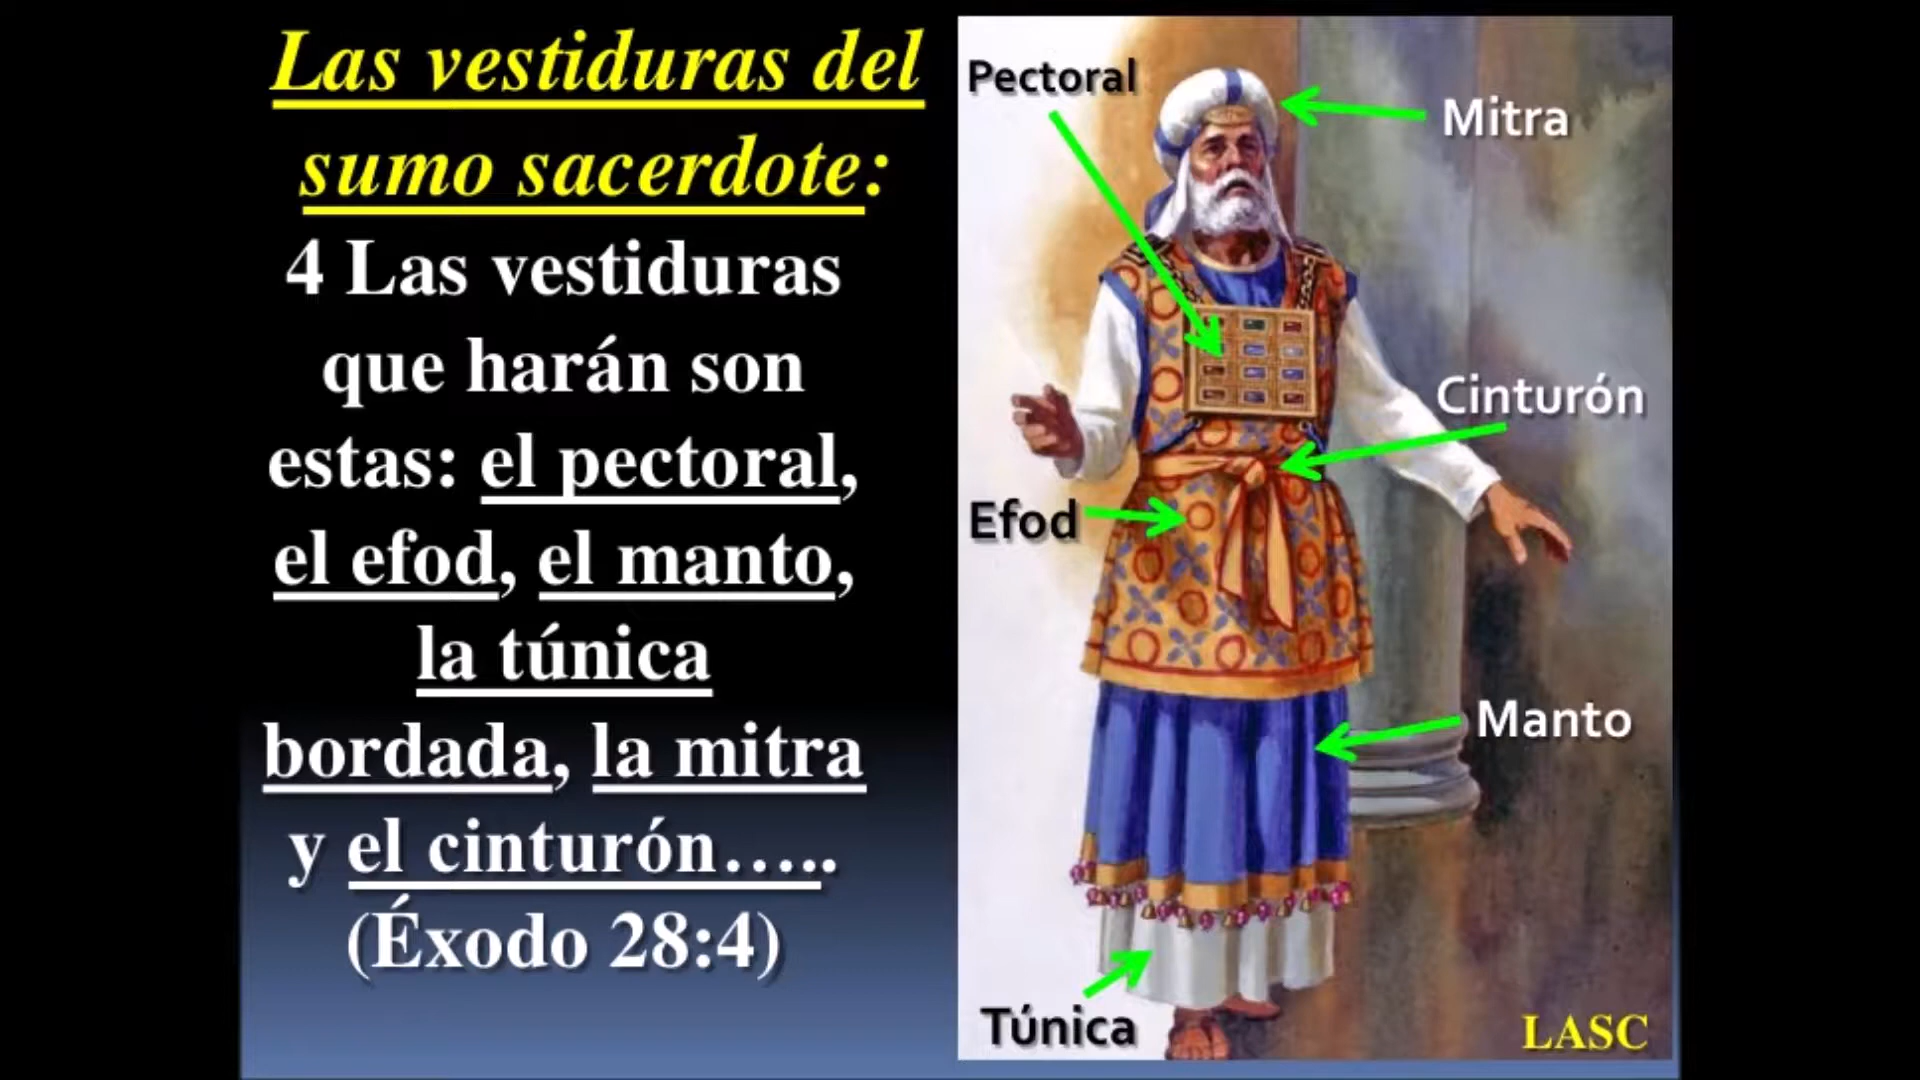 Las vestiduras del
sumo sacerdote:
4 Las vestiduras
que harán son
estas: el pectoral,
el efod, el manto,
la túnica
bordada, la mitra
y el cinturón.....
(Éxodo 28:4)
Pectoral
Mitra
Cinturón
Efod
Manto
Túnica
LASC